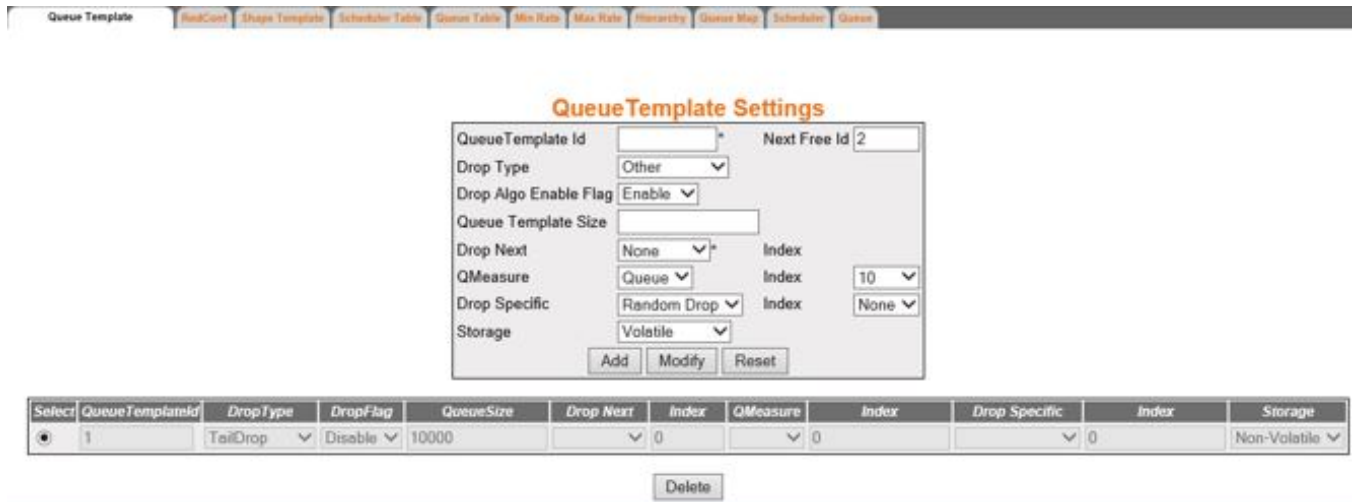 Queue Template RedConf Shape Template Scheduler Table Queue Table Min Rate Max Rate Hierarchy Queue Map Scheduler Queue
QueueTemplate Settings
QueueTemplate Id * Next Free Id 2
Drop Type Other
Drop Algo Enable Flag Enable
Queue Template Size
Drop Next None * Index
QMeasure Queue Index 10
Drop Specific Random Drop Index None
Storage Volatile
Add Modify Reset
Select QueueTemplateId DropType DropFlag QueueSize Drop Next Index QMeasure Index Drop Specific Index Storage
1 TailDrop Disable 10000 0 0 0 Non-Volatile
Delete